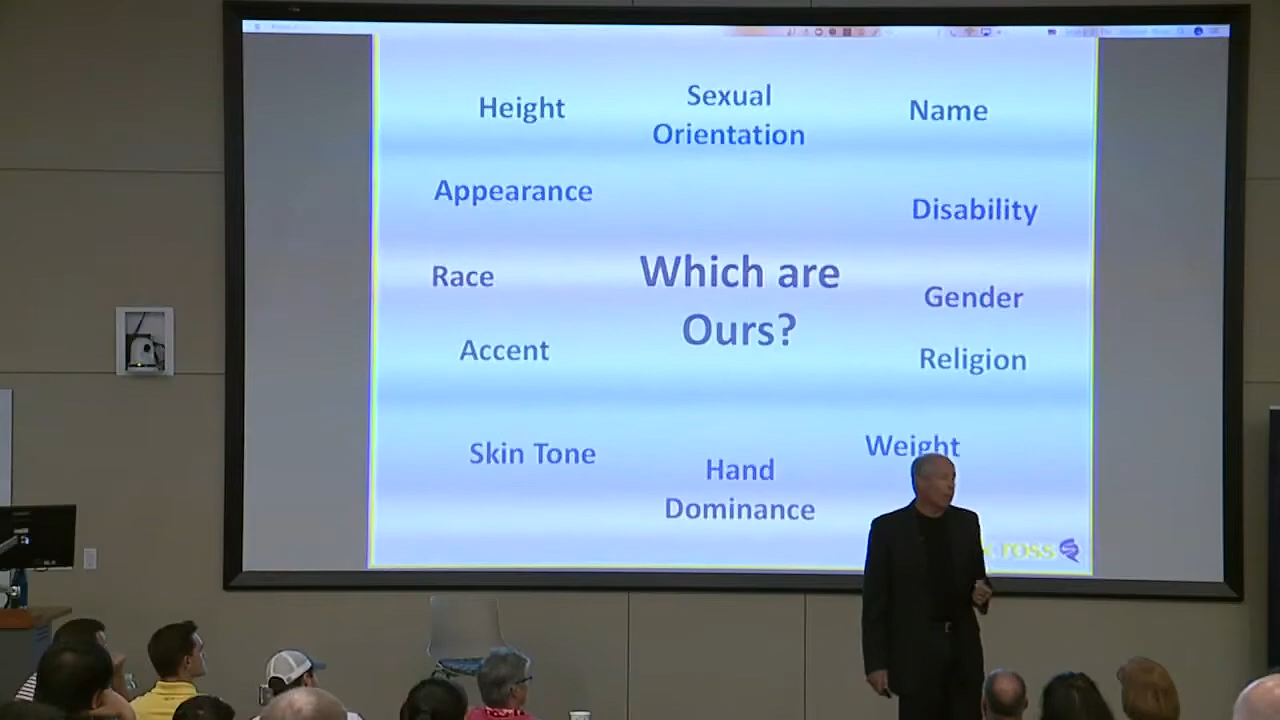 Height
Sexual
Orientation
Name
Appearance
Disability
Race
Which are
Ours?
Gender
Accent
Religion
Skin Tone
Hand
Dominance
Weight
ross